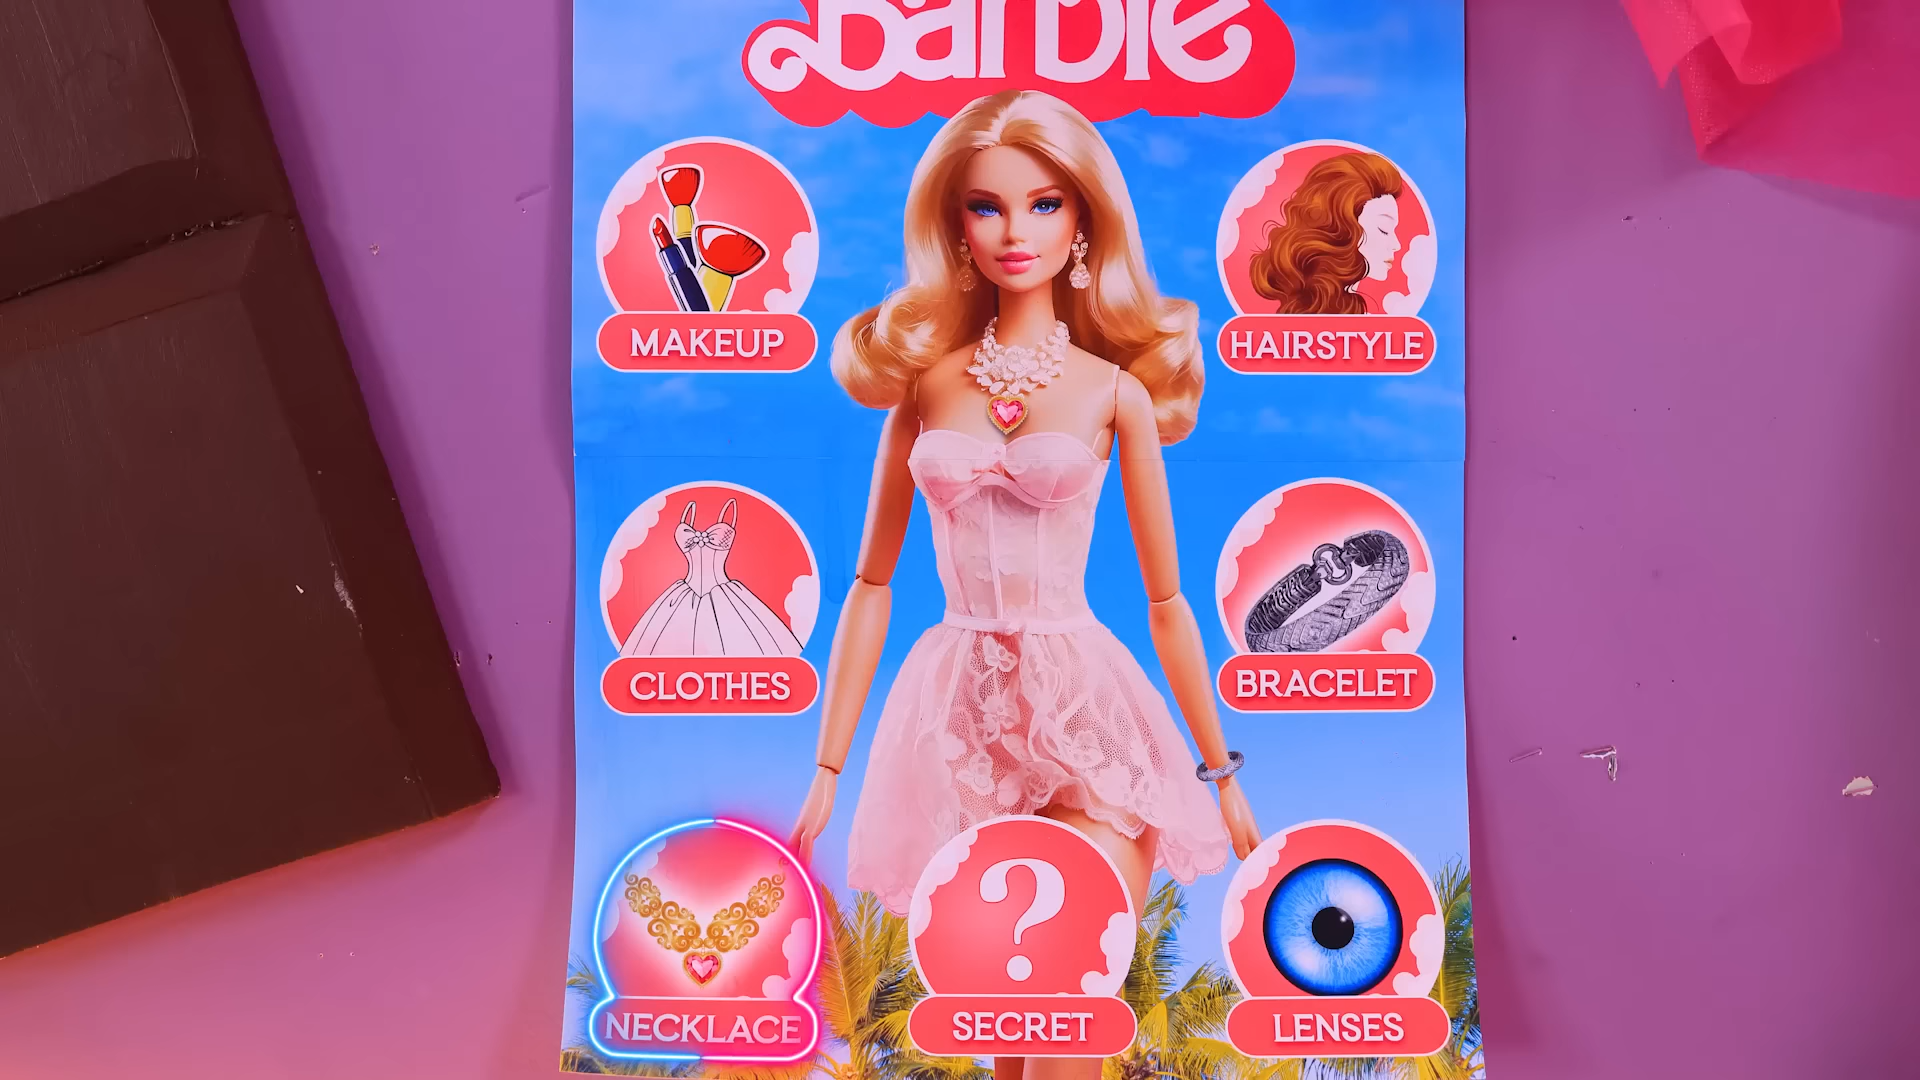 Barbie
MAKEUP
HAIRSTYLE
CLOTHES
BRACELET
NECKLACE
SECRET
LENSES